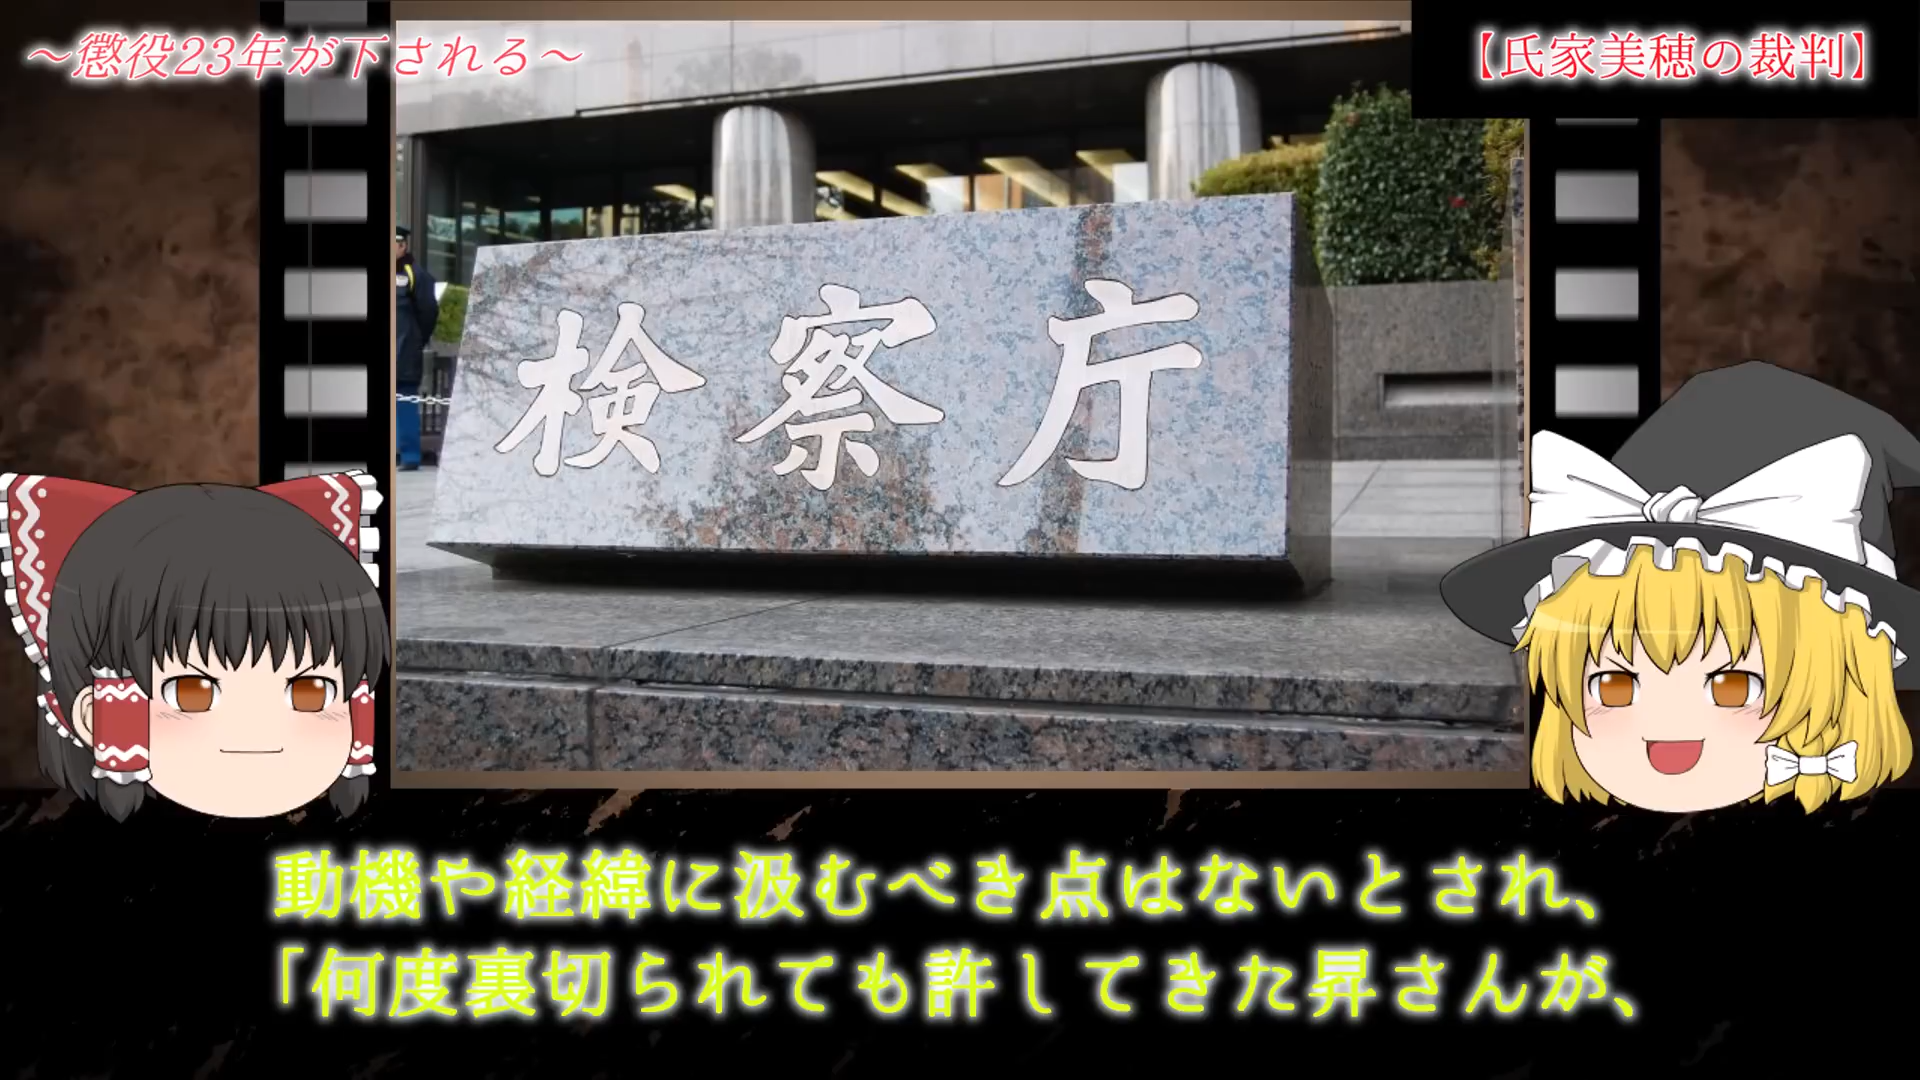 ～懲役23年が下される～
【氏家美穂の裁判】
検察庁
動機や経緯に汲むべき点はないとされ、
「何度裏切られても許してきた昇さんが、